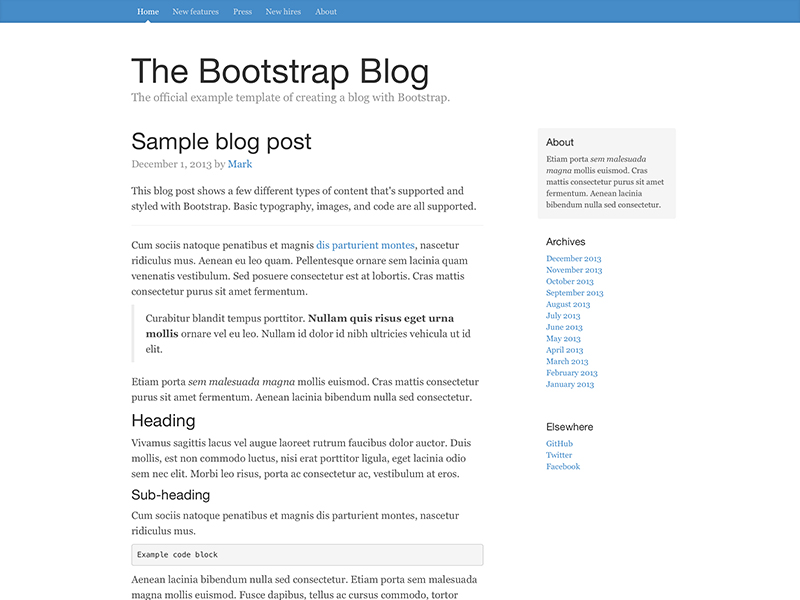 Home New features Press New hires About
The Bootstrap Blog
The official example template of creating a blog with Bootstrap.
Sample blog post
December 1, 2013 by Mark
This blog post shows a few different types of content that's supported and
styled with Bootstrap. Basic typography, images, and code are all supported.
Cum sociis natoque penatibus et magnis dis parturient montes, nascetur
ridiculus mus. Aenean eu leo quam. Pellentesque ornare sem lacinia quam
venenatis vestibulum. Sed posuere consectetur est at lobortis. Cras mattis
consectetur purus sit amet fermentum.
Curabitur blandit tempus porttitor. Nullam quis risus eget urna
mollis ornare vel eu leo. Nullam id dolor id nibh ultricies vehicula ut id
elit.
Etiam porta sem malesuada magna mollis euismod. Cras mattis consectetur
purus sit amet fermentum. Aenean lacinia bibendum nulla sed consectetur.
Heading
Vivamus sagittis lacus vel augue laoreet rutrum faucibus dolor auctor. Duis
mollis, est non commodo luctus, nisi erat porttitor ligula, eget lacinia odio
sem nec elit. Morbi leo risus, porta ac consectetur ac, vestibulum at eros.
Sub-heading
Cum sociis natoque penatibus et magnis dis parturient montes, nascetur
ridiculus mus.
Example code block
Aenean lacinia bibendum nulla sed consectetur. Etiam porta sem malesuada
magna mollis euismod. Fusce dapibus, tellus ac cursus commodo, tortor
About
Etiam porta sem malesuada
magna mollis euismod. Cras
mattis consectetur purus sit amet
fermentum. Aenean lacinia
bibendum nulla sed consectetur.
Archives
December 2013
November 2013
October 2013
September 2013
August 2013
July 2013
June 2013
May 2013
April 2013
March 2013
February 2013
January 2013
Elsewhere
GitHub
Twitter
Facebook